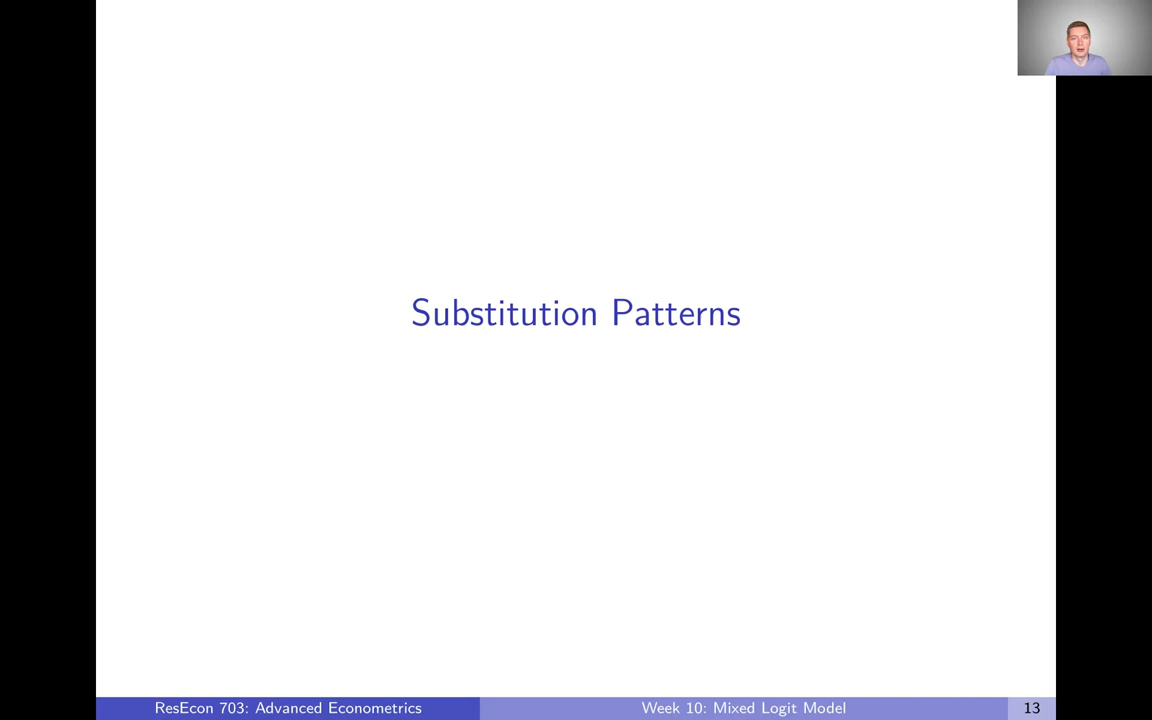 Substitution Patterns
ResEcon 703: Advanced Econometrics
Week 10: Mixed Logit Model
13